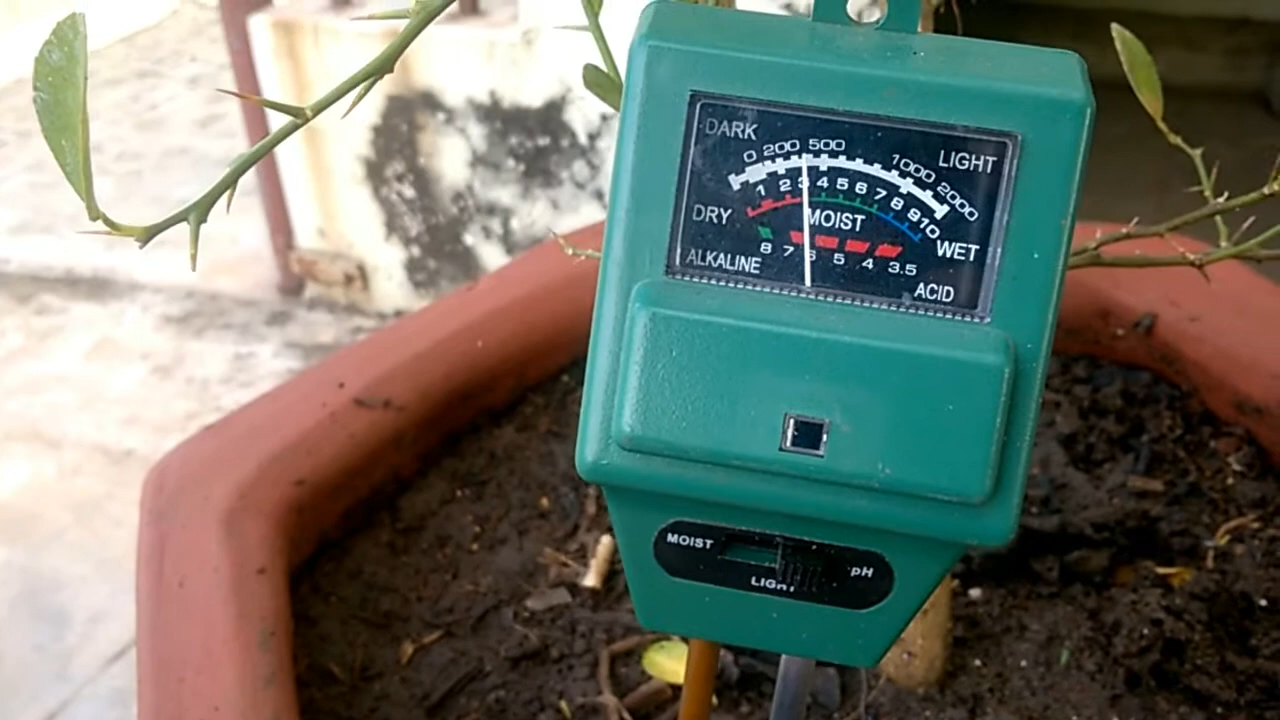 DARK
0 200 500 1000 2000
LIGHT
1 2 3 4 5 6 7 8 9 10
DRY
MOIST
WET
8 7 6 5 4 3.5
ALKALINE
ACID
MOIST
LIGHT
pH